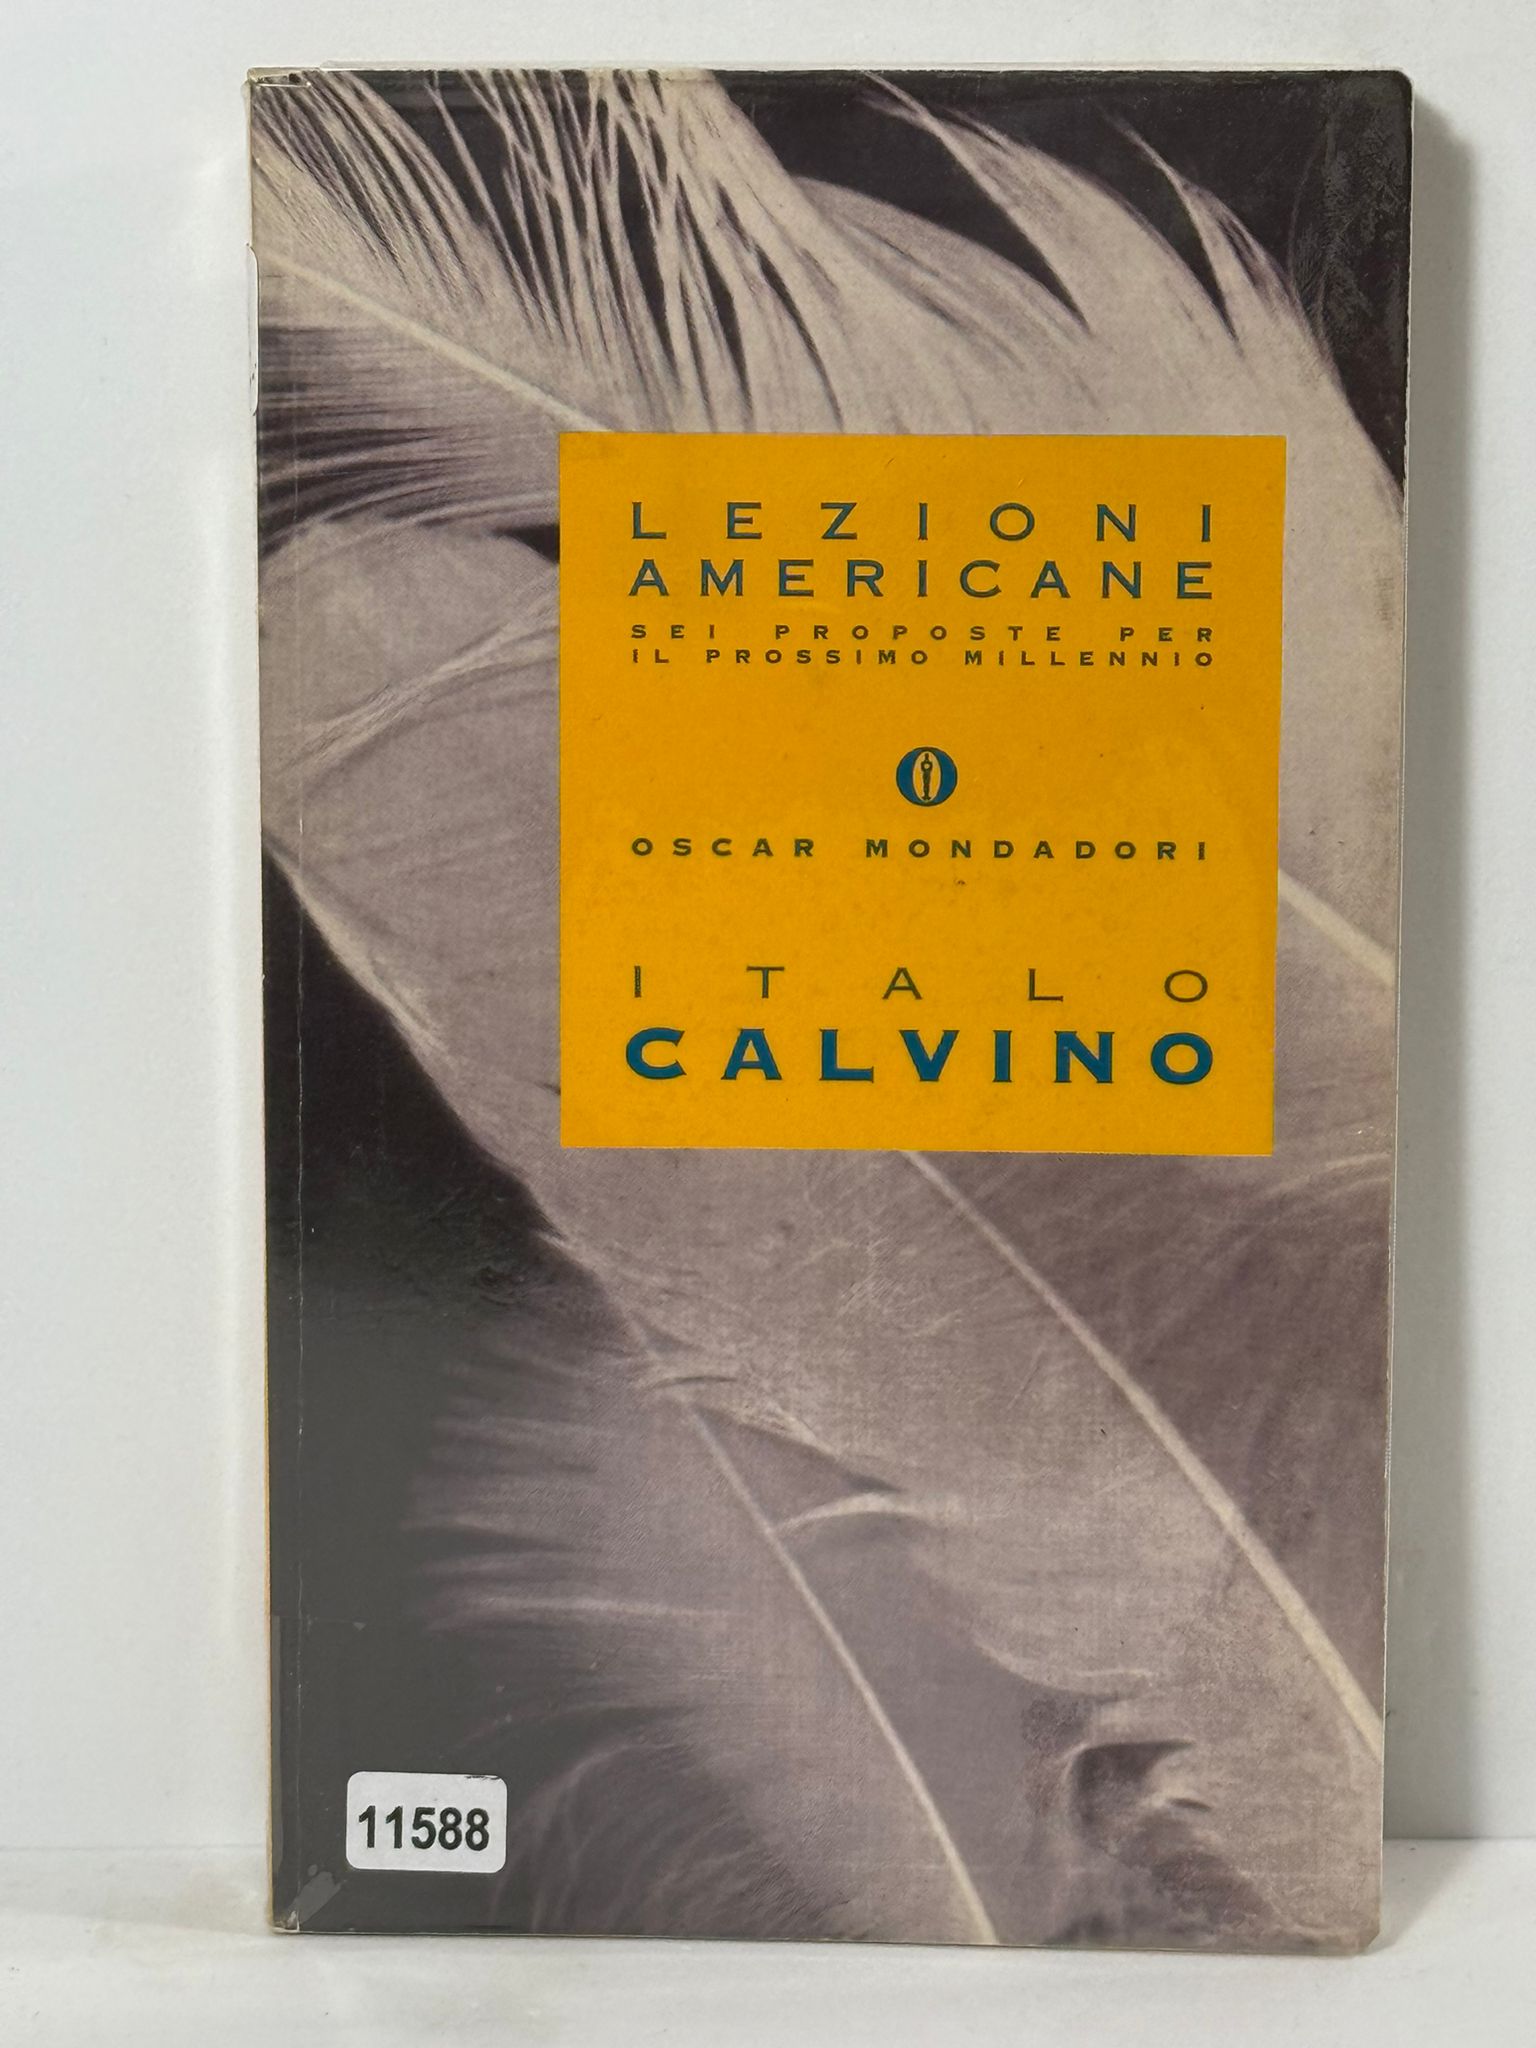 LEZIONI
AMERICANE
SEI PROPOSTE PER
IL PROSSIMO MILLENNIO
OSCAR MONDADORI
ITALO
CALVINO
11588